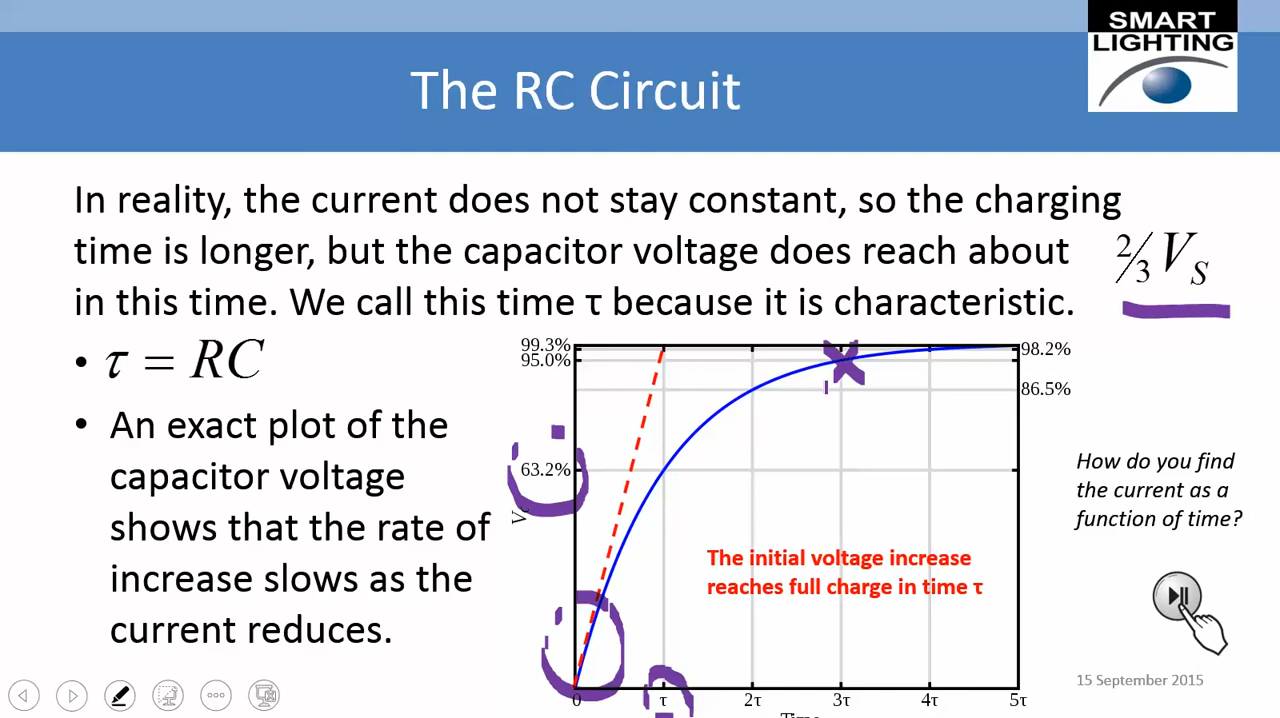 SMART
LIGHTING
The RC Circuit
In reality, the current does not stay constant, so the charging
time is longer, but the capacitor voltage does reach about 2/3 V_S
in this time. We call this time τ because it is characteristic.
• τ = RC
• An exact plot of the
capacitor voltage
shows that the rate of
increase slows as the
current reduces.
99.3%
95.0%
63.2%
98.2%
86.5%
The initial voltage increase
reaches full charge in time τ
0 τ 2τ 3τ 4τ 5τ
Time
How do you find
the current as a
function of time?
15 September 2015